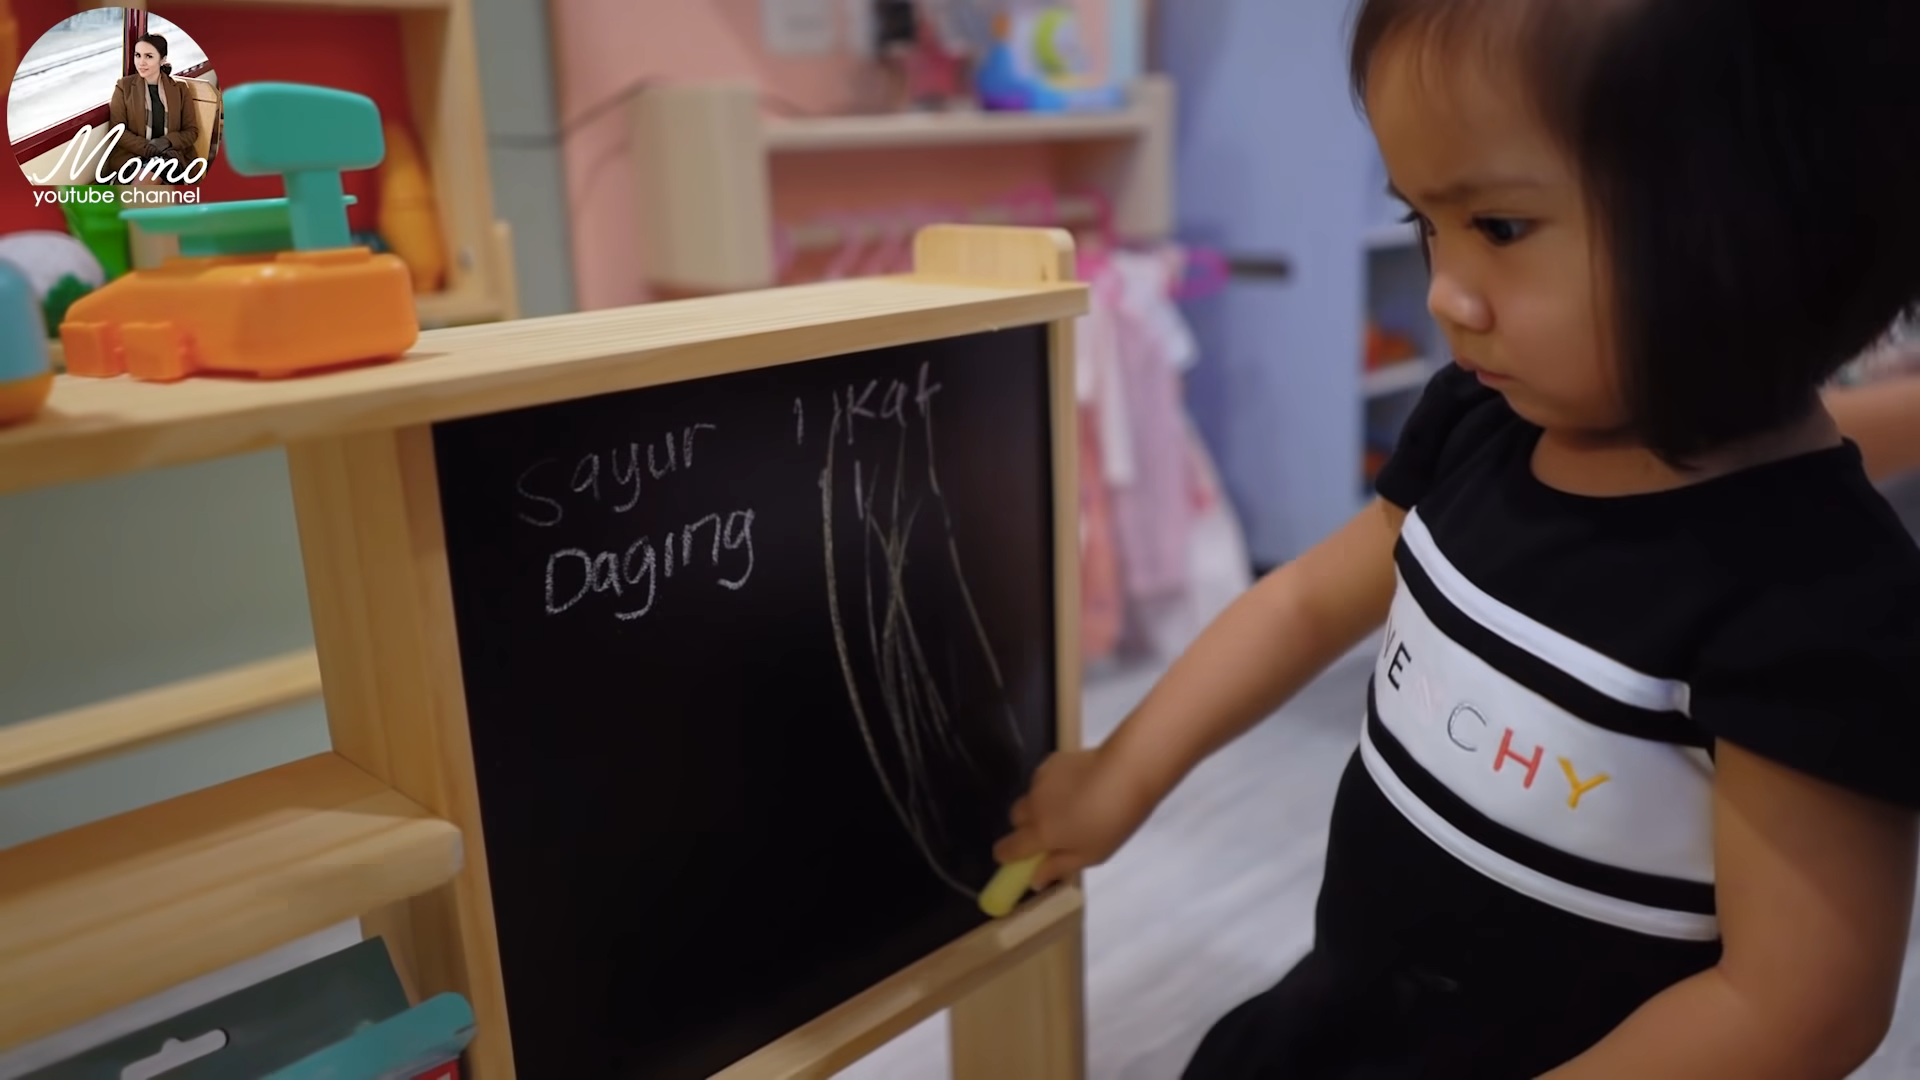 Momo
youtube channel
Sayur
Daging
1 ikat
VENCHY